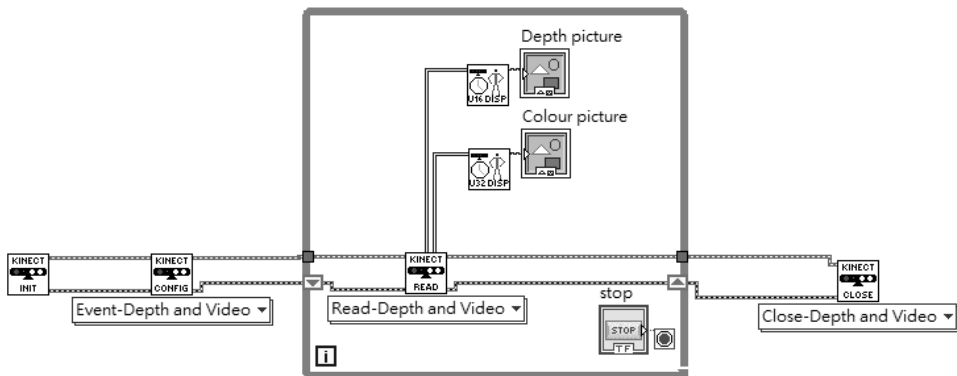 Depth picture
U16 DISP
Colour picture
U32 DISP
KINECT
INIT
KINECT
CONFIG
Event-Depth and Video
KINECT
READ
Read-Depth and Video
stop
STOP
TF
i
KINECT
CLOSE
Close-Depth and Video